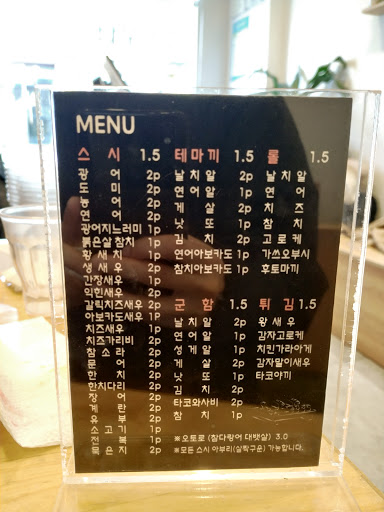 MENU
스 시 1.5
광 어 2p
도 미 2p
농 어 2p
연 어 2p
광어지느러미 1p
붉은살참치 1p
황 새 치 1p
생 새 우 1p
간장새우 1p
익힌새우 2p
갈릭치즈새우 2p
아보카도새우 1p
치즈새우 1p
치즈가리비 2p
참 소 라 2p
문 어 2p
한 치 2p
한치다리 2p
장 어 2p
계 란 2p
유 부 2p
소 고 기 1p
전 복 1p
묵 은 지 2p
테마끼 1.5
날 치 알 2p
연 어 알 1p
게 살 2p
낫 또 1p
김 치 2p
연어아보카도 1p
참치아보카도 1p
군 함 1.5
날 치 알 2p
연 어 알 1p
성 게 알 1p
게 살 2p
낫 또 1p
김 치 2p
타코와사비 2p
참 치 1p
롤 1.5
날 치 알
연 어
치 즈
참 치
고 로 케
가쓰오부시
후토마끼
튀 김 1.5
왕 새 우
감자고로케
치킨가라아게
감자말이새우
타코야끼
※오토로 (참다랑어 대뱃살) 3.0
※모든 스시 아부리(살짝구운) 가능합니다.